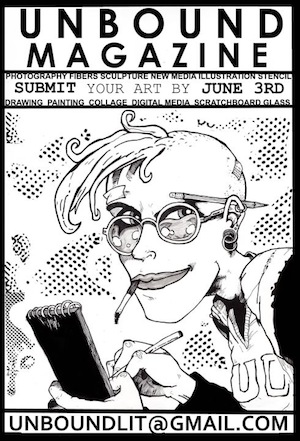 UNBOUND
MAGAZINE
PHOTOGRAPHY FIBERS SCULPTURE NEW MEDIA ILLUSTRATION STENCIL
SUBMIT YOUR ART BY JUNE 3RD
DRAWING PAINTING COLLAGE DIGITAL MEDIA SCRATCHBOARD GLASS
UNBOUNDLIT@GMAIL.COM